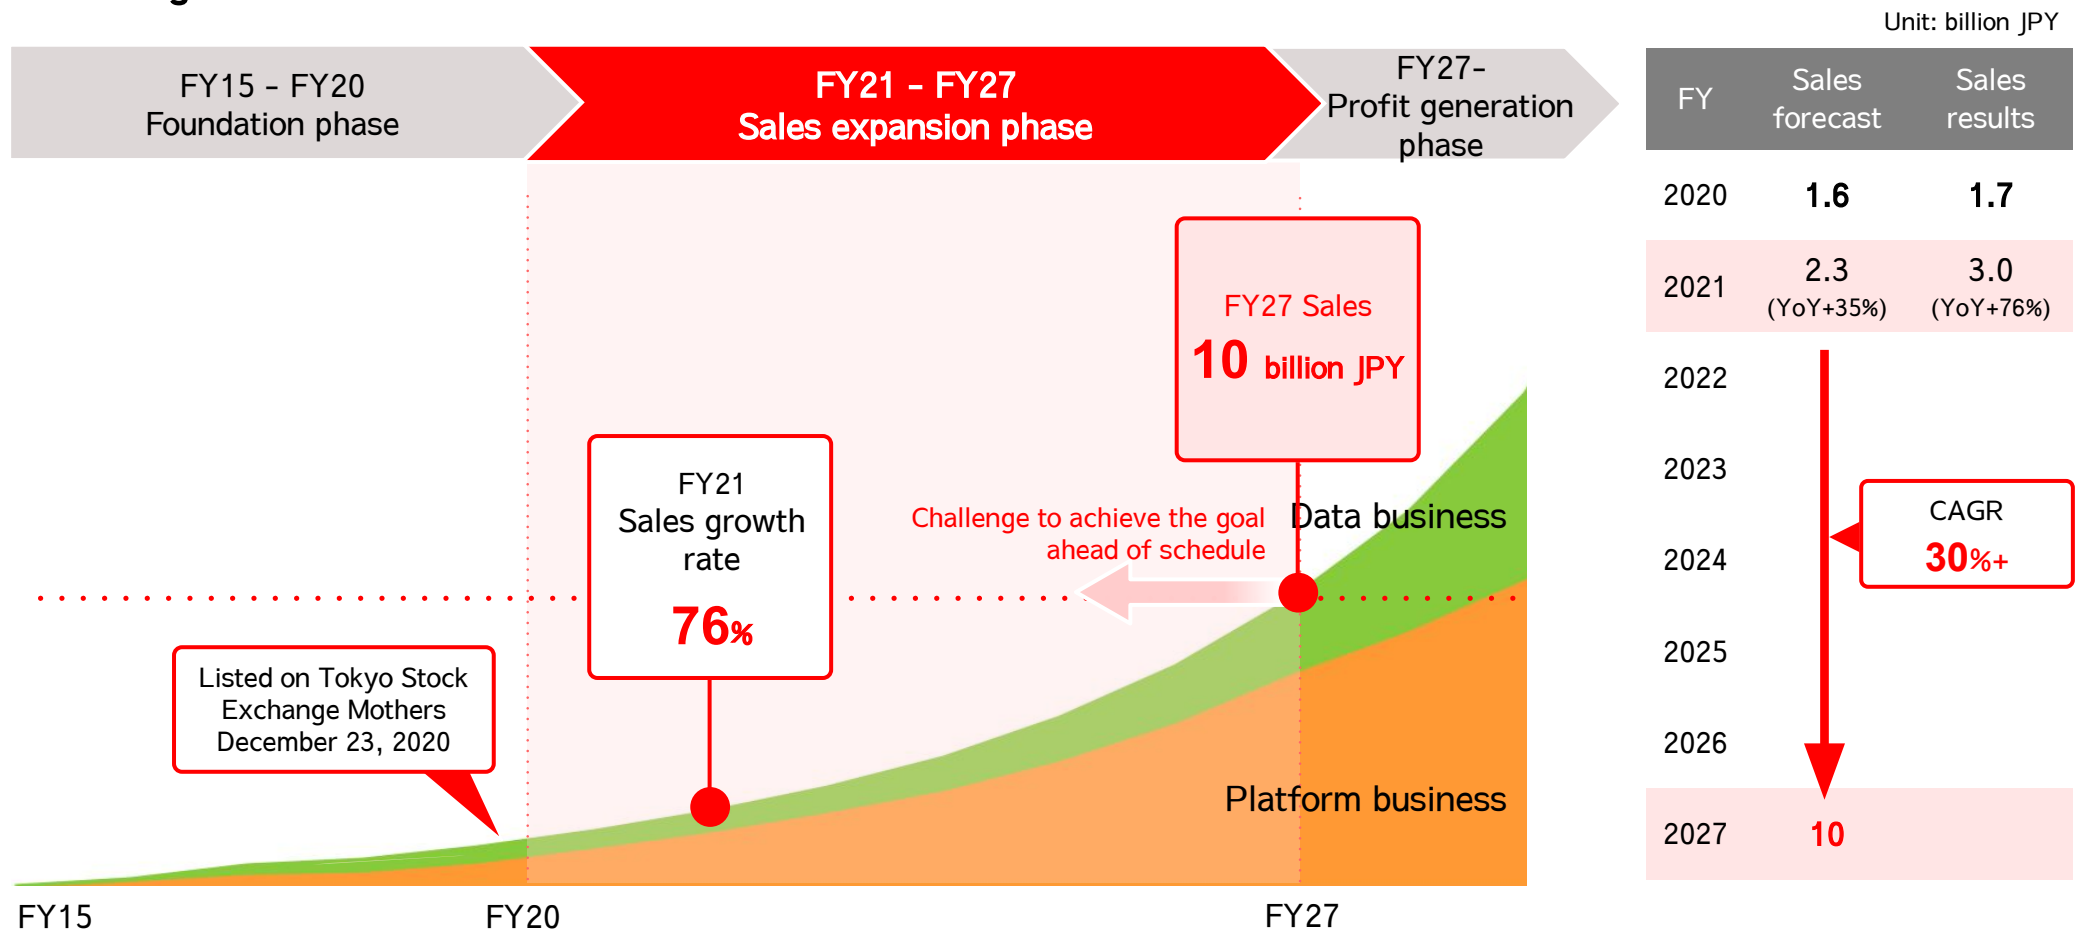 Unit: billion JPY
FY15 - FY20
Foundation phase
FY21 - FY27
Sales expansion phase
FY27-
Profit generation
phase
FY
Sales
forecast
Sales
results
2020
1.6
1.7
2021
2.3
(YoY+35%)
3.0
(YoY+76%)
2022
2023
2024
2025
2026
2027
10
CAGR
30%+
FY27 Sales
10 billion JPY
FY21
Sales growth
rate
76%
Challenge to achieve the goal
ahead of schedule
Data business
Listed on Tokyo Stock
Exchange Mothers
December 23, 2020
Platform business
FY15
FY20
FY27